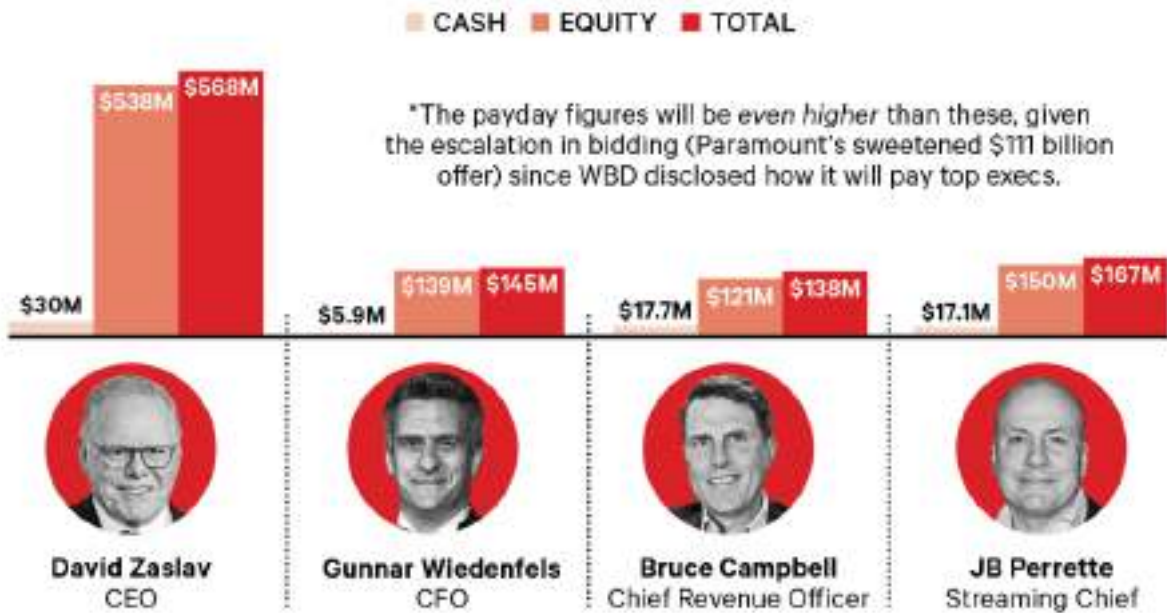 CASH EQUITY TOTAL
$568M
$538M
*The payday figures will be even higher than these, given
the escalation in bidding (Paramount's sweetened $111 billion
offer) since WBD disclosed how it will pay top execs.
$30M
$5.9M $139M $145M
$17.7M $121M $138M
$17.1M $150M $167M
David Zaslav
CEO
Gunnar Wiedenfels
CFO
Bruce Campbell
Chief Revenue Officer
JB Perrette
Streaming Chief